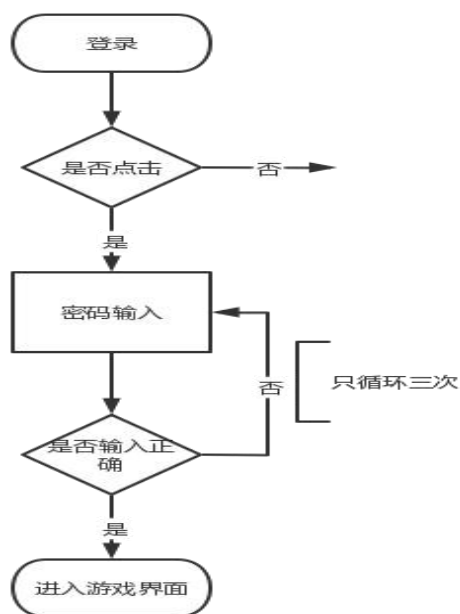 登录
是否点击
否
是
密码输入
否
只循环三次
是否输入正
确
是
进入游戏界面